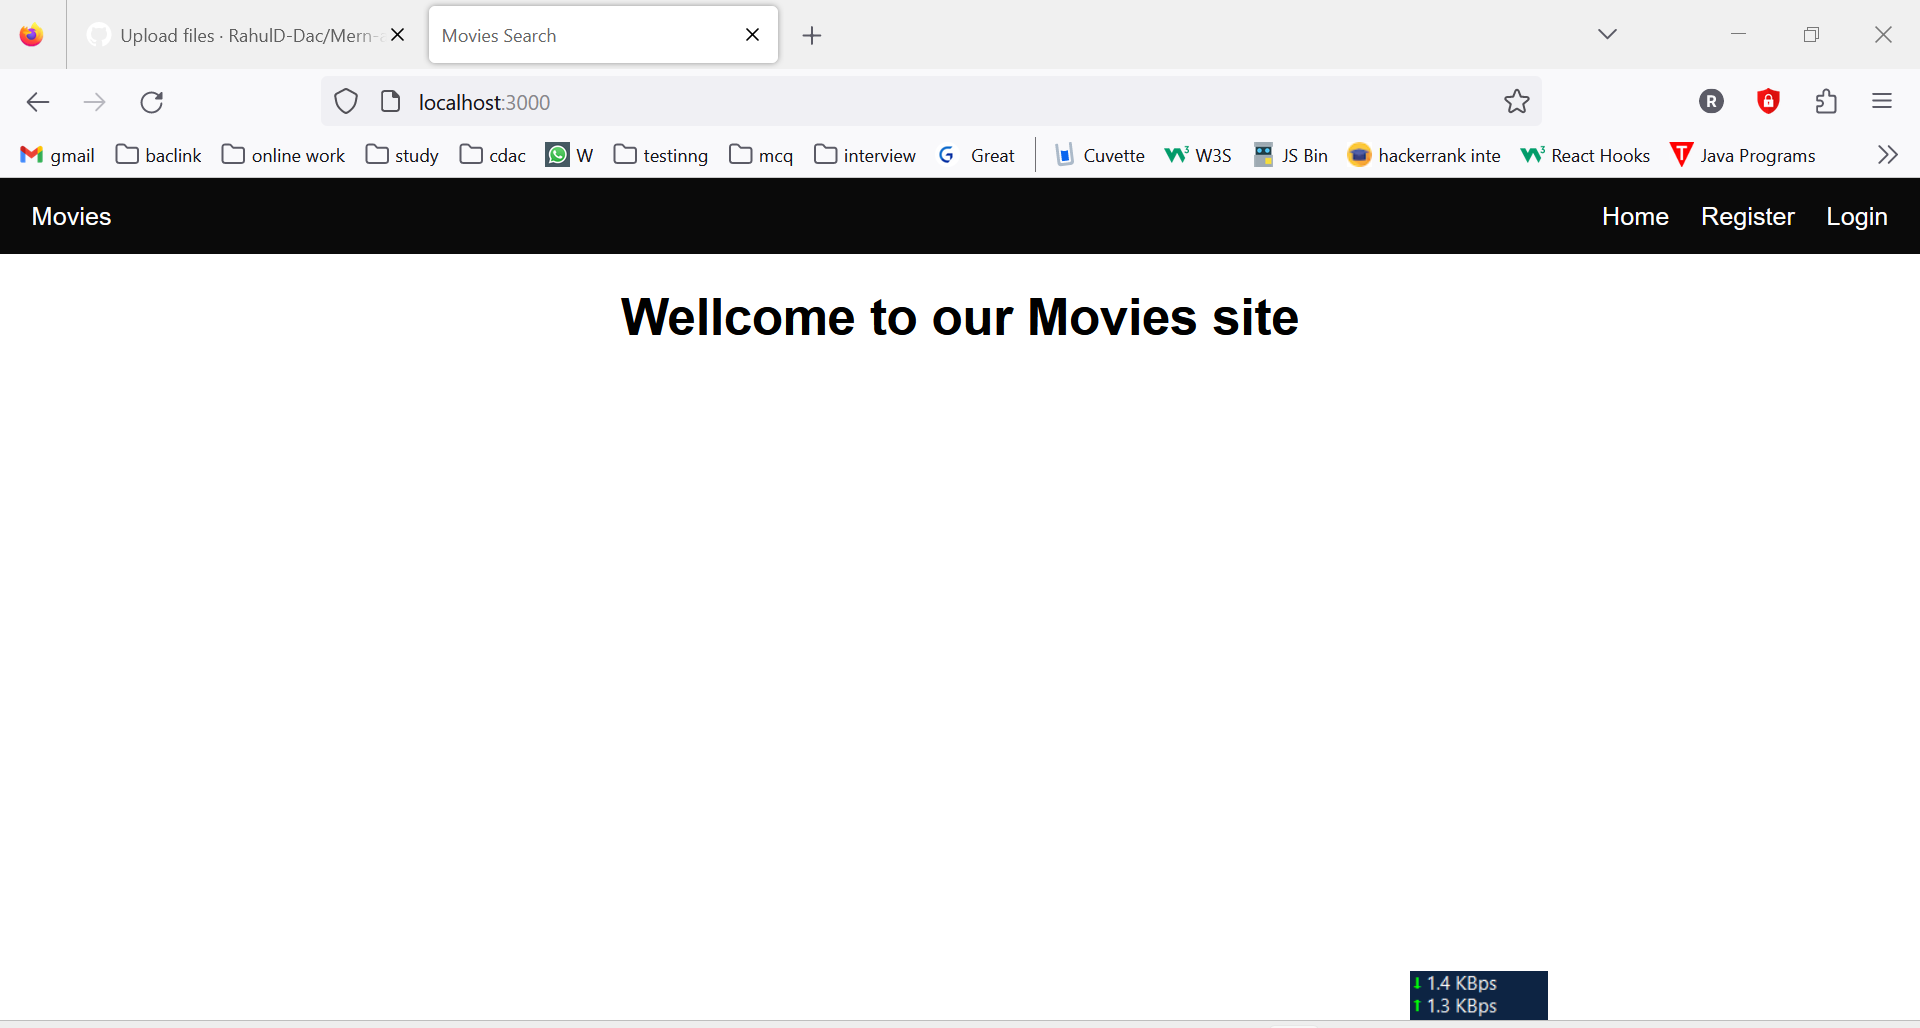 Upload files · RahulD-Dac/Mern-
Movies Search
localhost:3000
R
gmail baclink online work study cdac W testinng mcq interview G Great Cuvette W3S JS Bin hackerrank inte React Hooks Java Programs
Movies Home Register Login
Wellcome to our Movies site
1.4 KBps
1.3 KBps